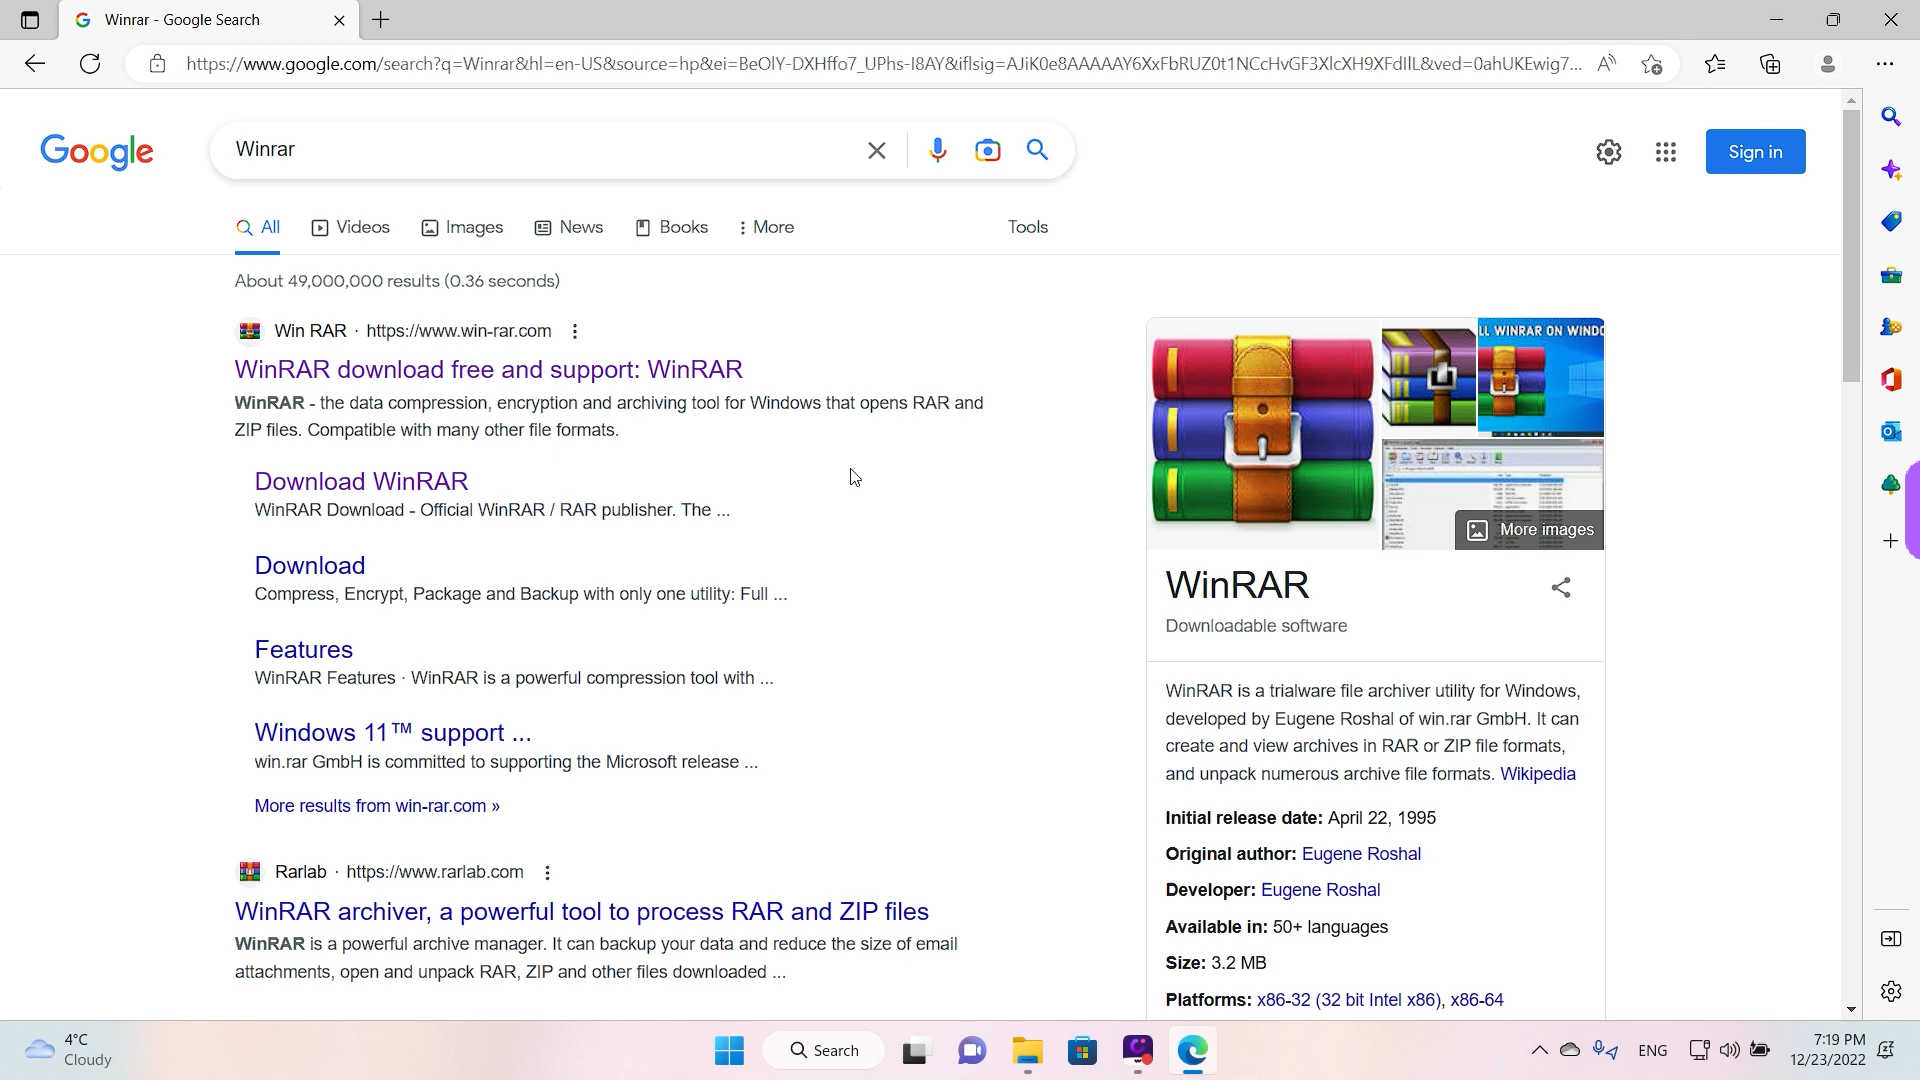 Winrar - Google Search
https://www.google.com/search?q=Winrar&hl=en-US&source=hp&ei=BeOlY-DXHffo7_UPhs-I8AY&iflsig=AJiK0e8AAAAAY6XxFbRUZ0t1NCcHvGF3XlcXH9XFdIlL&ved=0ahUKEwig7...
Google
Winrar
Sign in
All
Videos
Images
News
Books
More
Tools
About 49,000,000 results (0.36 seconds)
Win RAR · https://www.win-rar.com
WinRAR download free and support: WinRAR
WinRAR - the data compression, encryption and archiving tool for Windows that opens RAR and
ZIP files. Compatible with many other file formats.
Download WinRAR
WinRAR Download - Official WinRAR / RAR publisher. The ...
Download
Compress, Encrypt, Package and Backup with only one utility: Full ...
Features
WinRAR Features · WinRAR is a powerful compression tool with ...
Windows 11™ support ...
win.rar GmbH is committed to supporting the Microsoft release ...
More results from win-rar.com »
Rarlab · https://www.rarlab.com
WinRAR archiver, a powerful tool to process RAR and ZIP files
WinRAR is a powerful archive manager. It can backup your data and reduce the size of email
attachments, open and unpack RAR, ZIP and other files downloaded ...
LL WINRAR ON WINDO
More images
WinRAR
Downloadable software
WinRAR is a trialware file archiver utility for Windows,
developed by Eugene Roshal of win.rar GmbH. It can
create and view archives in RAR or ZIP file formats,
and unpack numerous archive file formats. Wikipedia
Initial release date: April 22, 1995
Original author: Eugene Roshal
Developer: Eugene Roshal
Available in: 50+ languages
Size: 3.2 MB
Platforms: x86-32 (32 bit Intel x86), x86-64
4°C
Cloudy
Search
ENG
7:19 PM
12/23/2022